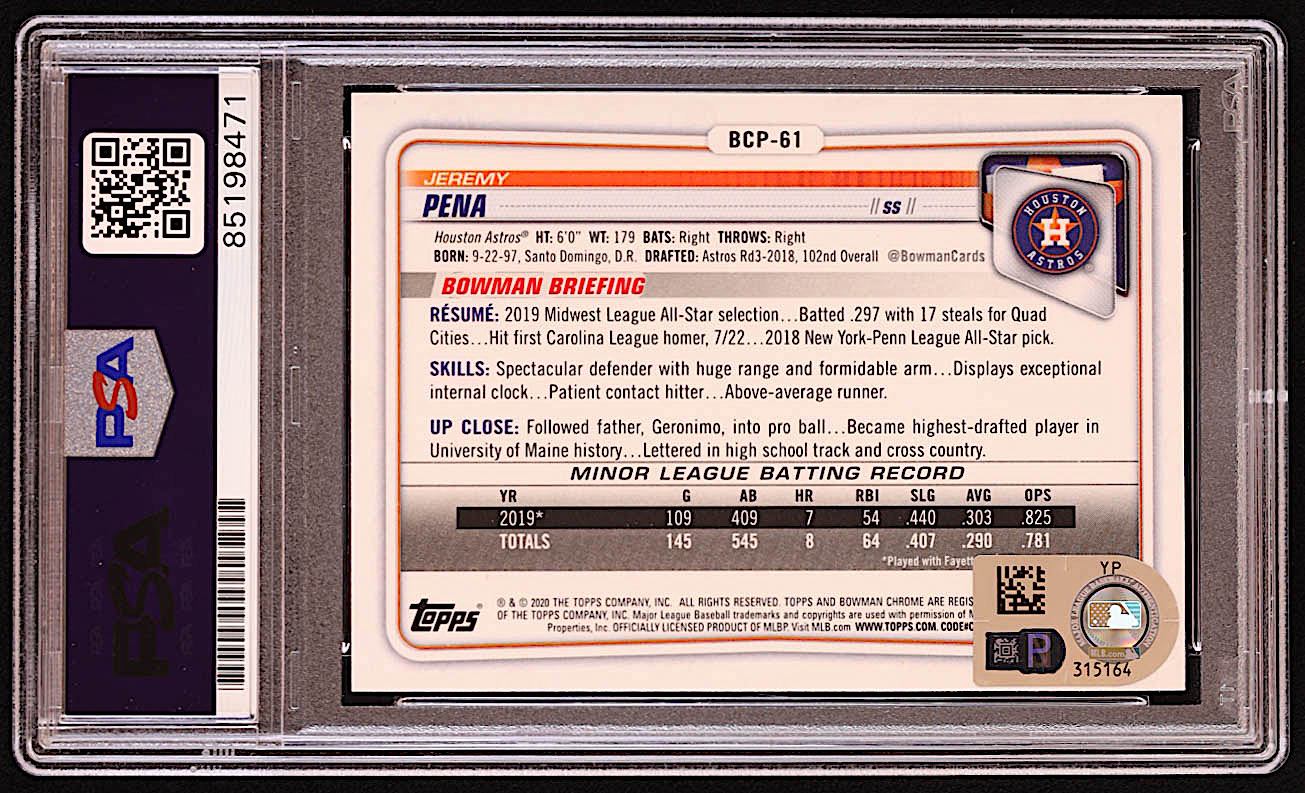 BCP-61
JEREMY
PENA // SS //
HOUSTON
H
ASTROS
Houston Astros® HT: 6'0" WT: 179 BATS: Right THROWS: Right
BORN: 9-22-97, Santo Domingo, D.R. DRAFTED: Astros Rd3-2018, 102nd Overall @BowmanCards
BOWMAN BRIEFING
RÉSUMÉ: 2019 Midwest League All-Star selection...Batted .297 with 17 steals for Quad
Cities...Hit first Carolina League homer, 7/22...2018 New York-Penn League All-Star pick.
SKILLS: Spectacular defender with huge range and formidable arm...Displays exceptional
internal clock...Patient contact hitter...Above-average runner.
UP CLOSE: Followed father, Geronimo, into pro ball...Became highest-drafted player in
University of Maine history...Lettered in high school track and cross country.
MINOR LEAGUE BATTING RECORD
YR G AB HR RBI SLG AVG OPS
2019* 109 409 7 54 .440 .303 .825
TOTALS 145 545 8 64 .407 .290 .781
*Played with Fayett
Topps®
® & © 2020 THE TOPPS COMPANY, INC. ALL RIGHTS RESERVED. TOPPS AND BOWMAN CHROME ARE REGIS
OF THE TOPPS COMPANY, INC. Major League Baseball trademarks and copyrights are used with permission of M
Properties, Inc. OFFICIALLY LICENSED PRODUCT OF MLBP. Visit MLB.com WWW.TOPPS.COM. CODE#C
YP
MLB.com
P
315164
85198471
PSA
PSA
PSA